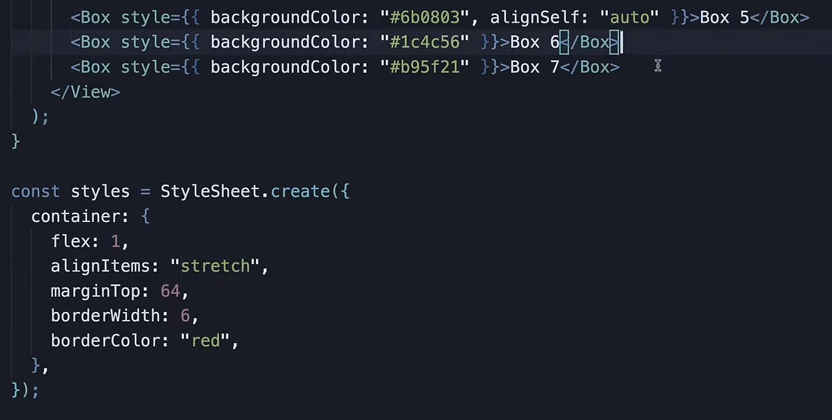 <Box style={{ backgroundColor: "#6b0803", alignSelf: "auto" }}>Box 5</Box>
<Box style={{ backgroundColor: "#1c4c56" }}>Box 6</Box>
<Box style={{ backgroundColor: "#b95f21" }}>Box 7</Box>
</View>
);
}
const styles = StyleSheet.create({
container: {
flex: 1,
alignItems: "stretch",
marginTop: 64,
borderWidth: 6,
borderColor: "red",
},
});